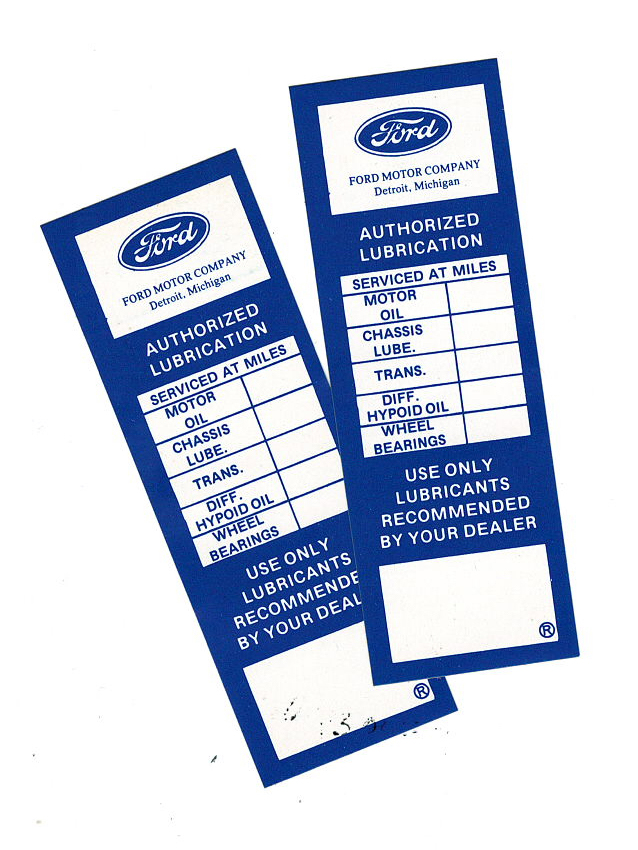 Ford
FORD MOTOR COMPANY
Detroit, Michigan
AUTHORIZED
LUBRICATION
SERVICED AT MILES
MOTOR
OIL
CHASSIS
LUBE.
TRANS.
DIFF.
HYPOID OIL
WHEEL
BEARINGS
USE ONLY
LUBRICANTS
RECOMMENDE
BY YOUR DEAL
®
Ford
FORD MOTOR COMPANY
Detroit, Michigan
AUTHORIZED
LUBRICATION
SERVICED AT MILES
MOTOR
OIL
CHASSIS
LUBE.
TRANS.
DIFF.
HYPOID OIL
WHEEL
BEARINGS
USE ONLY
LUBRICANTS
RECOMMENDED
BY YOUR DEALER
®